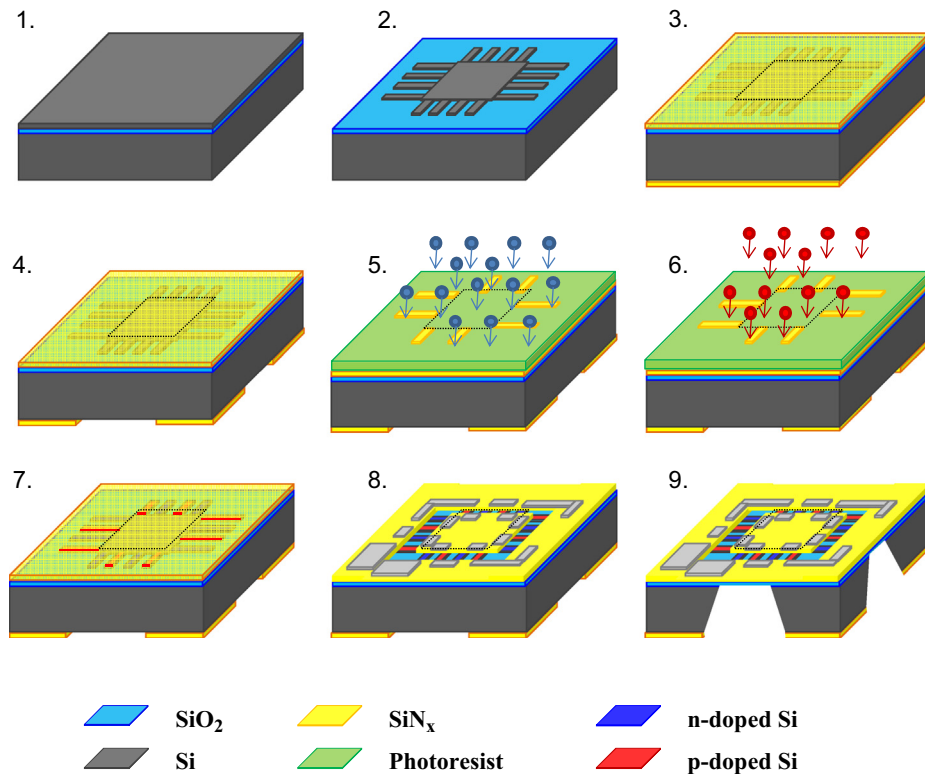 1.
2.
3.
4.
5.
6.
7.
8.
9.
SiO₂
SiNₓ
n-doped Si
Si
Photoresist
p-doped Si